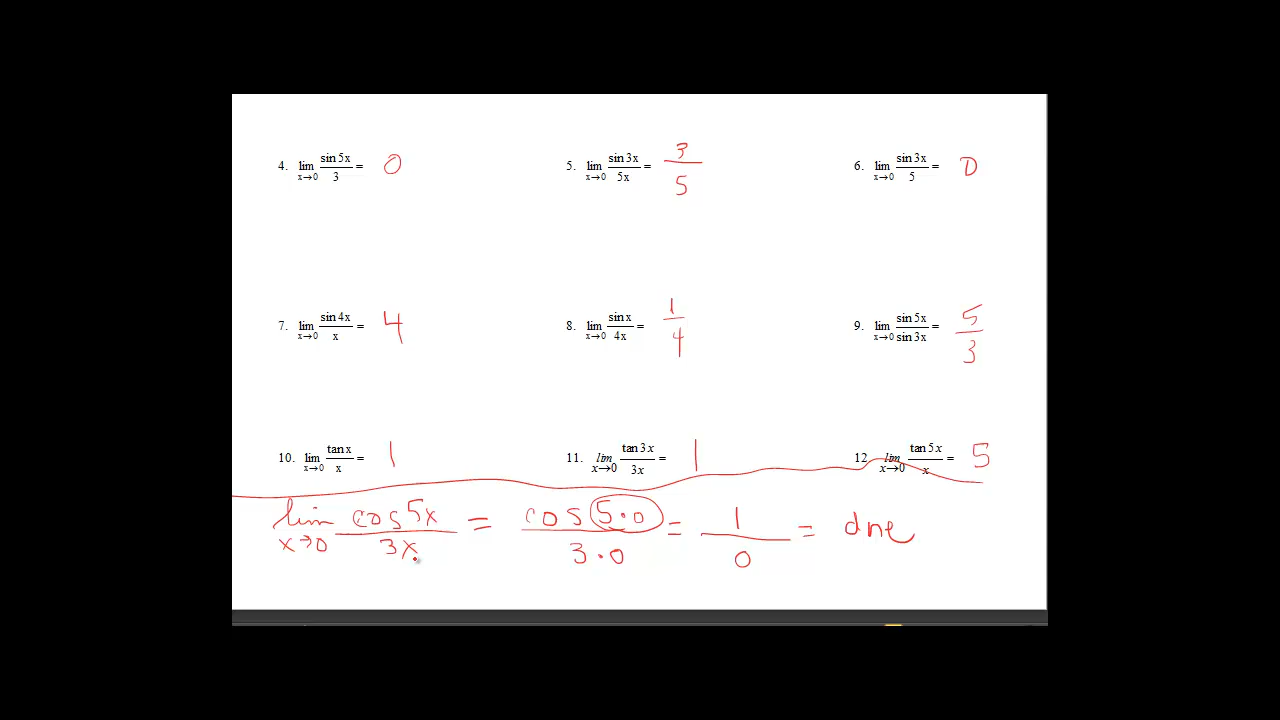 4. lim x→0 sin 5x / 3 = 0
5. lim x→0 sin 3x / 5x = 3/5
6. lim x→0 sin 3x / 5 = 0
7. lim x→0 sin 4x / x = 4
8. lim x→0 sin x / 4x = 1/4
9. lim x→0 sin 5x / sin 3x = 5/3
10. lim x→0 tan x / x = 1
11. lim x→0 tan 3x / 3x = 1
12 lim x→0 tan 5x / x = 5
lim x→0 cos 5x / 3x = cos 5·0 / 3·0 = 1/0 = dne